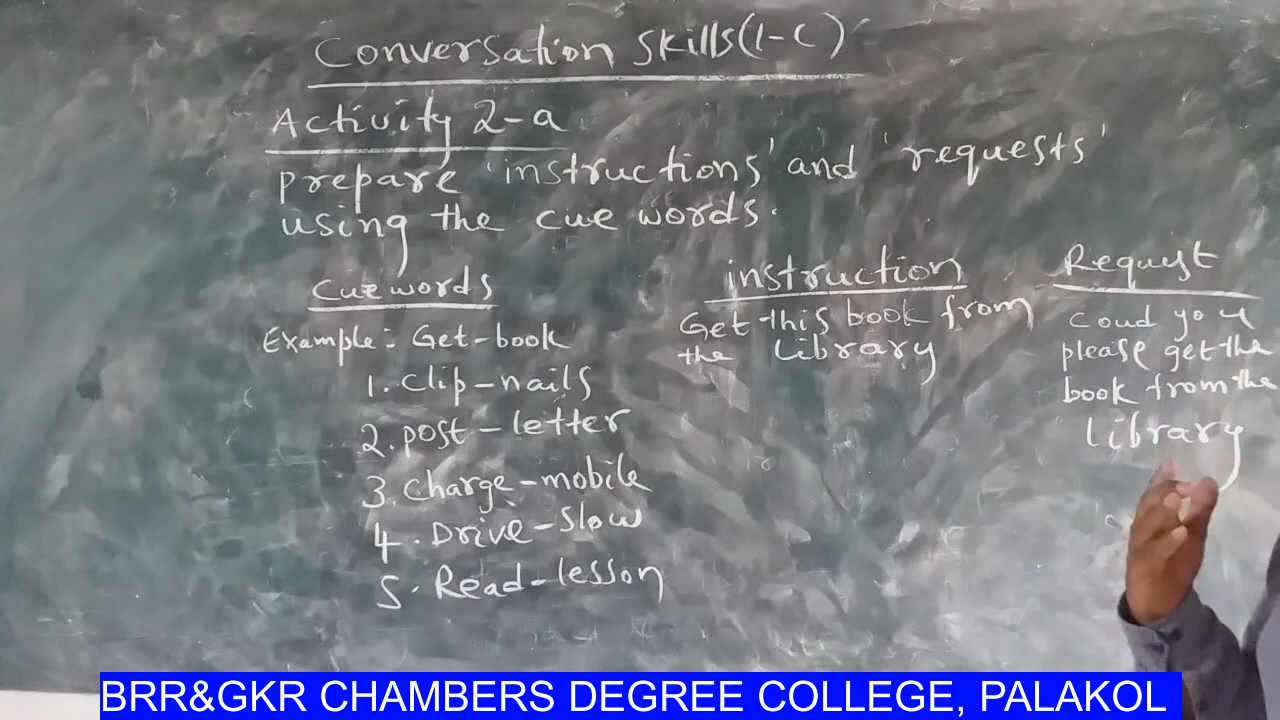 Conversation skills(1-C)
Activity 2-a
prepare 'instructions' and 'requests'
using the cue words.
Cue words
Example:- Get-book
1. Clip-nails
2. post-letter
3. Charge-mobile
4. Drive-slow
5. Read-lesson
instruction
Get this book from
the Library
Request
Coud you
please get the
book from the
Library
BRR&GKR CHAMBERS DEGREE COLLEGE, PALAKOL